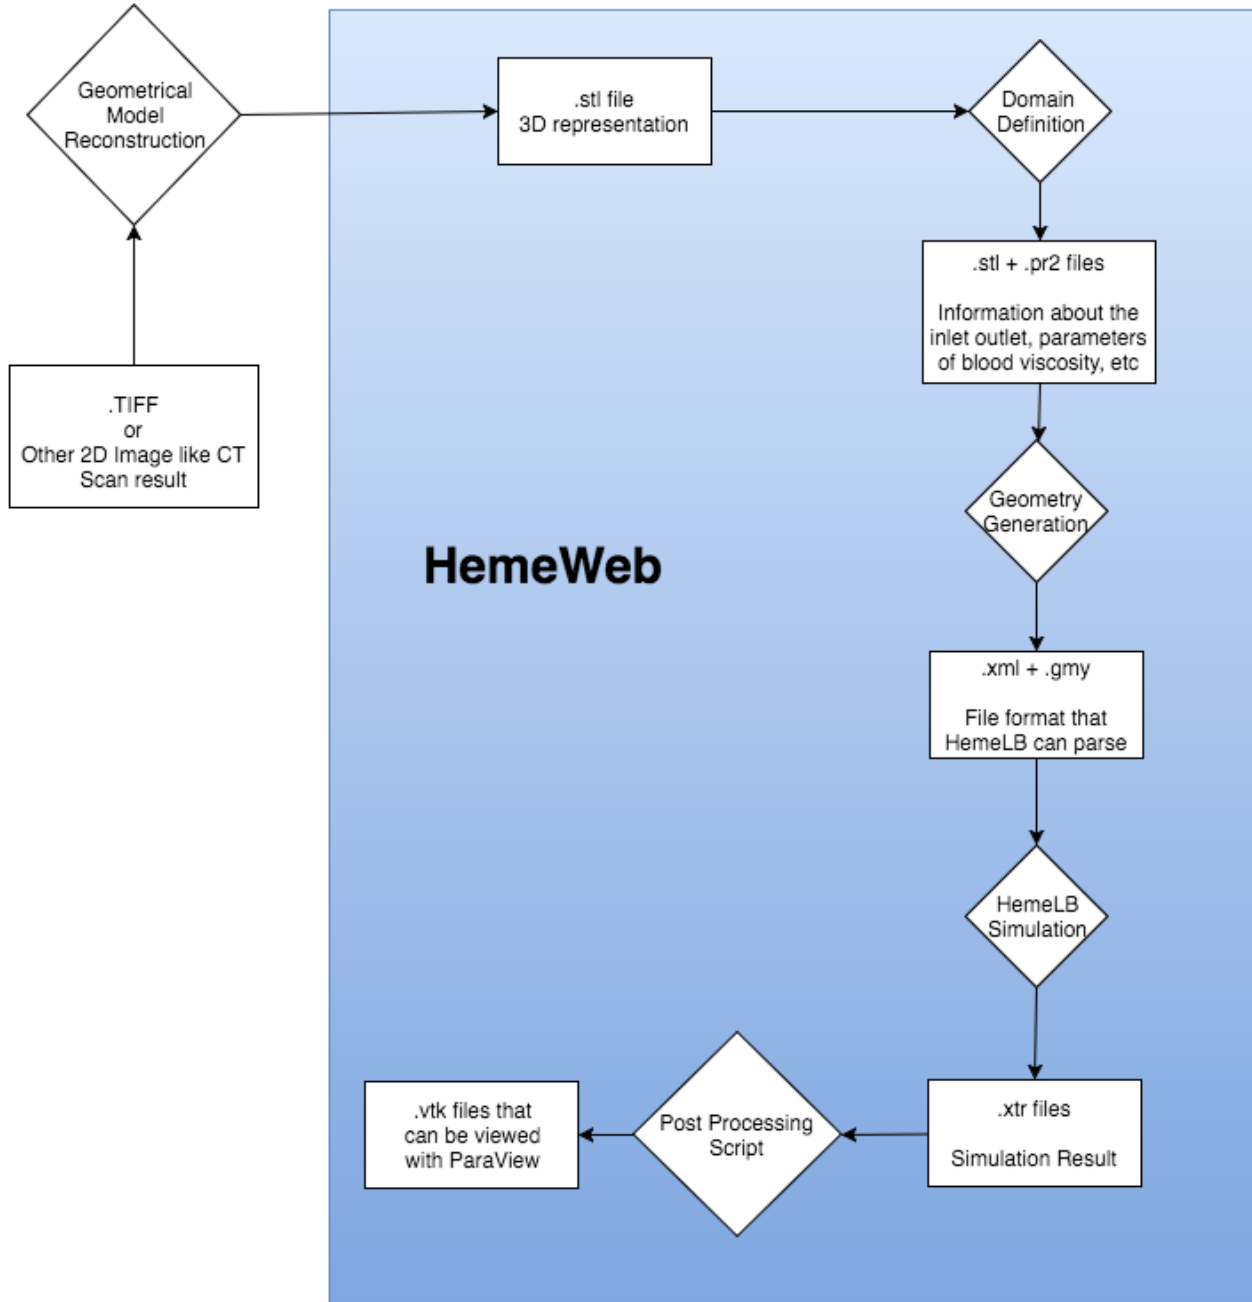 Geometrical
Model
Reconstruction
.stl file
3D representation
Domain
Definition
.stl + .pr2 files
Information about the
inlet outlet, parameters
of blood viscosity, etc
.TIFF
or
Other 2D Image like CT
Scan result
Geometry
Generation
HemeWeb
.xml + .gmy
File format that
HemeLB can parse
HemeLB
Simulation
.xtr files
Simulation Result
Post Processing
Script
.vtk files that
can be viewed
with ParaView